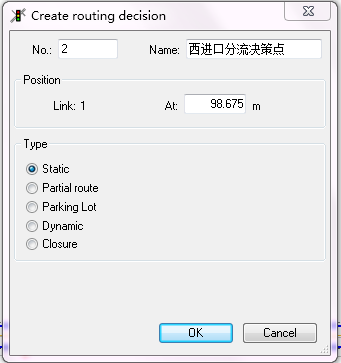 Create routing decision
No.: 2 Name: 西进口分流决策点
Position
Link: 1 At: 98.675 m
Type
Static
Partial route
Parking Lot
Dynamic
Closure
OK Cancel